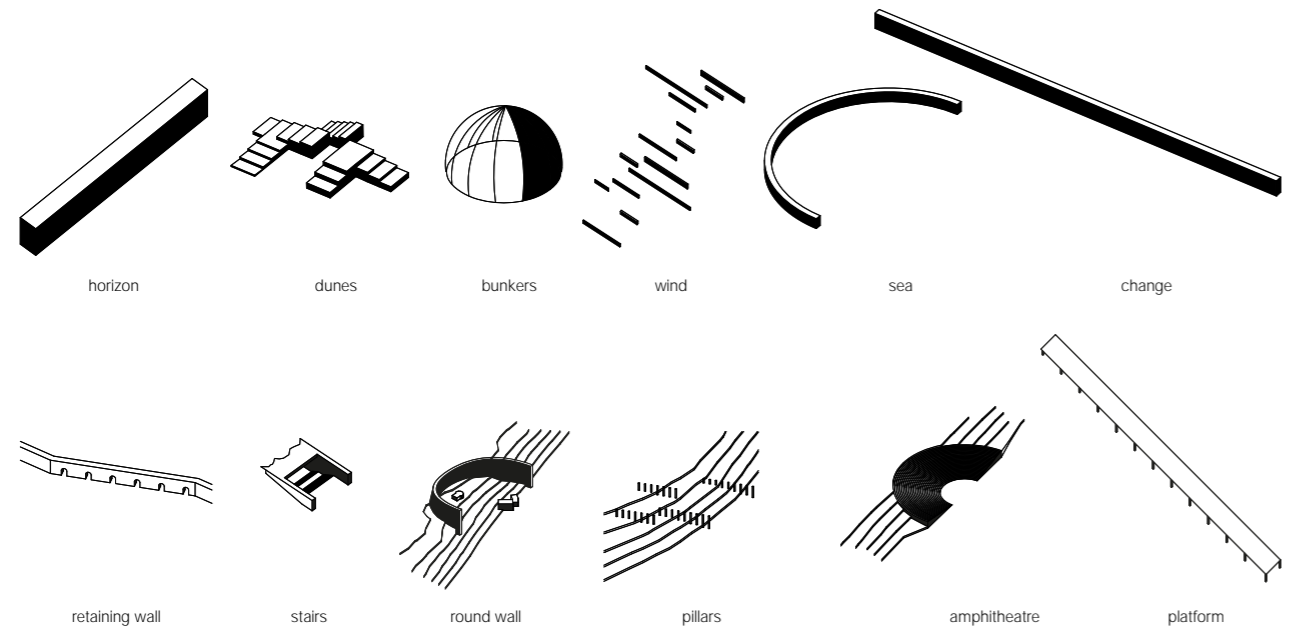 horizon
dunes
bunkers
wind
sea
change
retaining wall
stairs
round wall
pillars
amphitheatre
platform